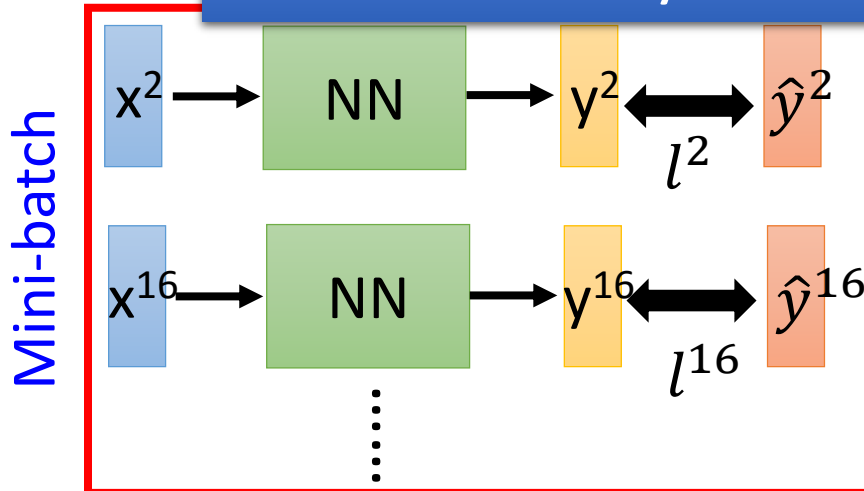 x² NN y² ŷ²
l²
Mini-batch
x¹⁶ NN y¹⁶ ŷ¹⁶
l¹⁶